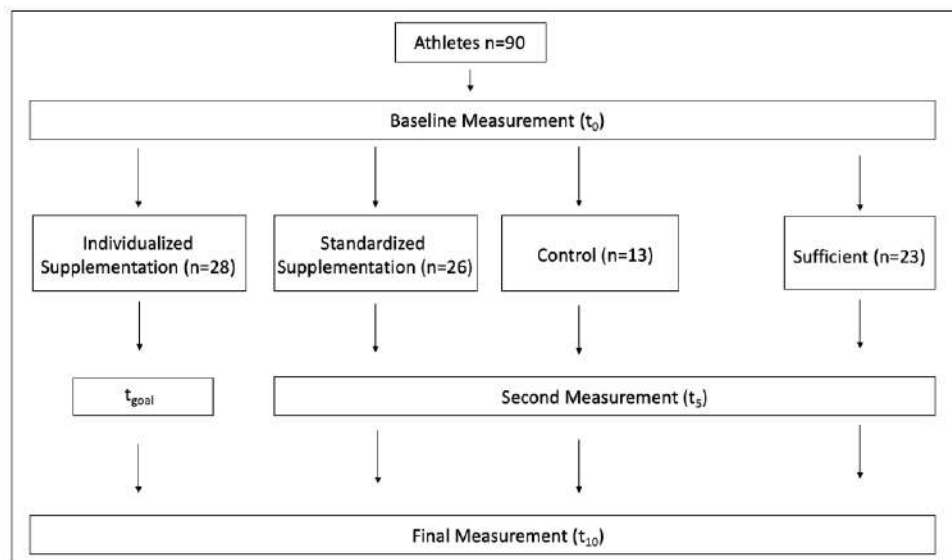 Athletes n=90
Baseline Measurement (t₀)
Individualized
Supplementation (n=28)
Standardized
Supplementation (n=26)
Control (n=13)
Sufficient (n=23)
t_goal
Second Measurement (t₅)
Final Measurement (t₁₀)